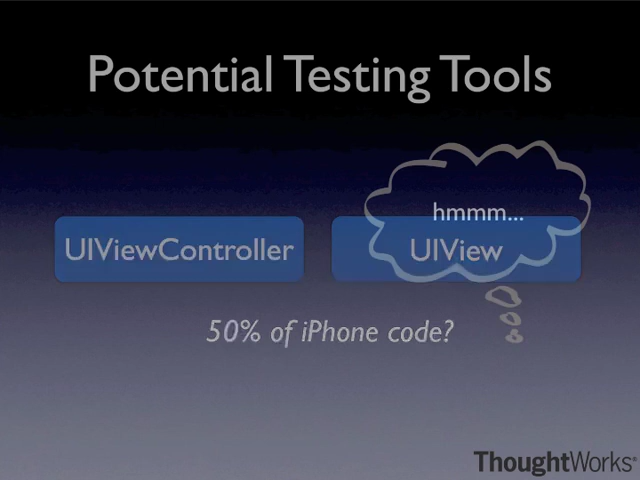 Potential Testing Tools
hmmm...
UIViewController
UIView
50% of iPhone code?
ThoughtWorks®